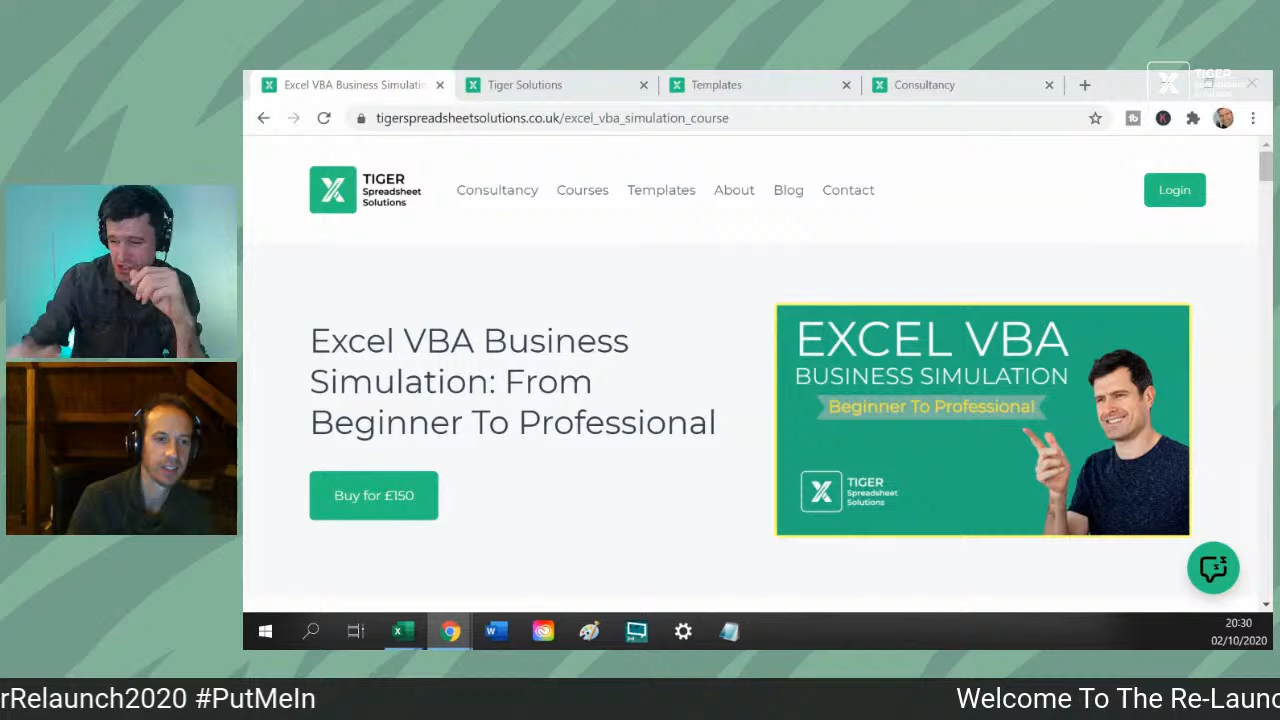 Excel VBA Business Simulatio
Tiger Solutions
Templates
Consultancy
TIGER
tigerspreadsheetsolutions.co.uk/excel_vba_simulation_course
TIGER
Spreadsheet
Solutions
Consultancy Courses Templates About Blog Contact
Login
Excel VBA Business
Simulation: From
Beginner To Professional
Buy for £150
EXCEL VBA
BUSINESS SIMULATION
Beginner To Professional
TIGER
Spreadsheet
Solutions
20:30
02/10/2020
rRelaunch2020 #PutMeIn
Welcome To The Re-Launc